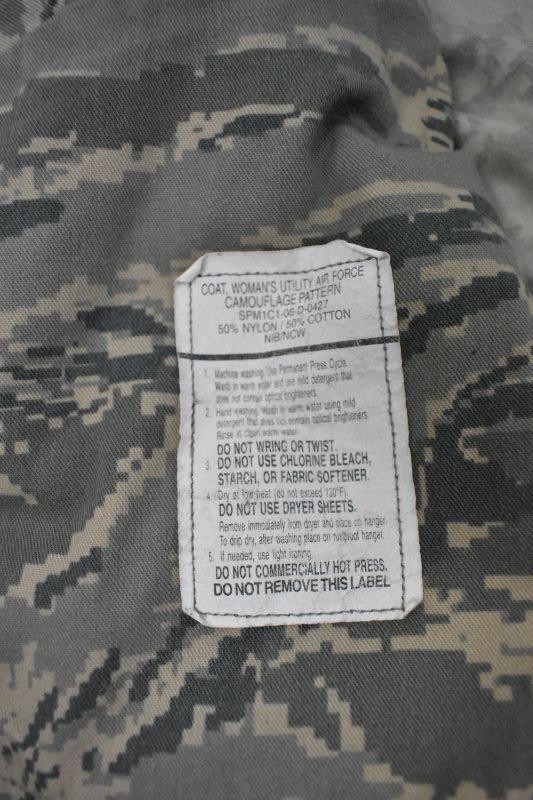 COAT, WOMAN'S UTILITY AIR FORCE
CAMOUFLAGE PATTERN
SPM1C1-06-D-0427
50% NYLON / 50% COTTON
NIB/NCW
1. Machine washing: Use Permanent Press Cycle.
Wash in warm water and use mild detergent that
does not contain optical brighteners.
2. Hand washing: Wash in warm water using mild
detergent that does not contain optical brighteners.
Rinse in clean warm water.
DO NOT WRING OR TWIST.
3. DO NOT USE CHLORINE BLEACH,
STARCH, OR FABRIC SOFTENER.
4. Dry at low heat (do not exceed 130°F).
DO NOT USE DRYER SHEETS.
Remove immediately from dryer and place on hanger.
To drip dry, after washing place on rustproof hanger.
5. If needed, use light ironing.
DO NOT COMMERCIALLY HOT PRESS.
DO NOT REMOVE THIS LABEL